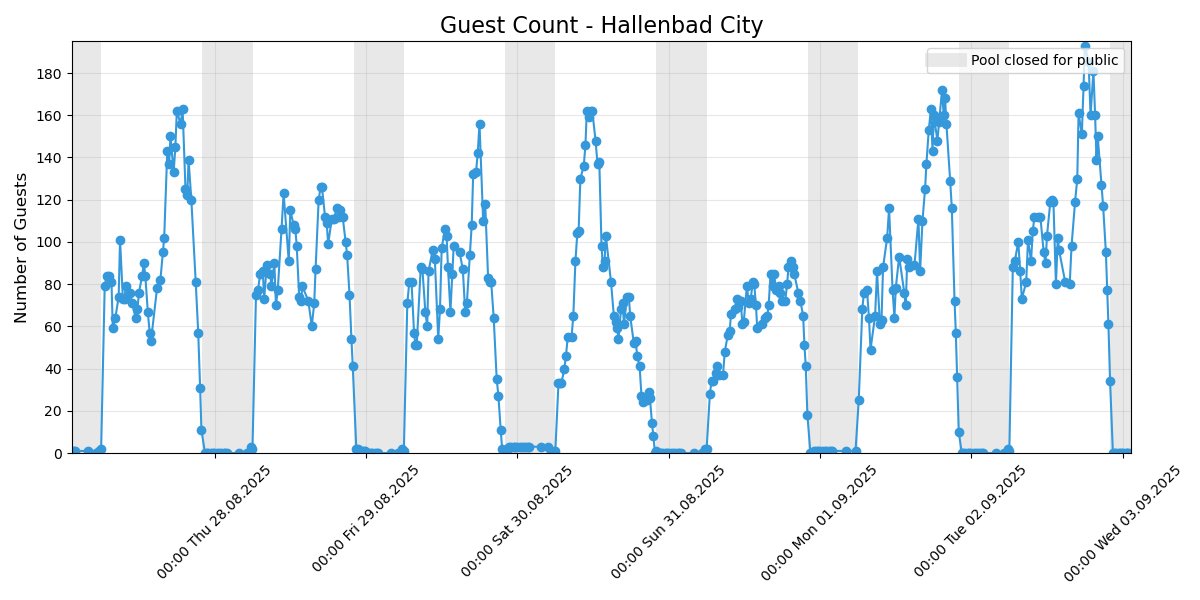 Guest Count - Hallenbad City
Pool closed for public
Number of Guests
180
160
140
120
100
80
60
40
20
0
00:00 Thu 28.08.2025
00:00 Fri 29.08.2025
00:00 Sat 30.08.2025
00:00 Sun 31.08.2025
00:00 Mon 01.09.2025
00:00 Tue 02.09.2025
00:00 Wed 03.09.2025